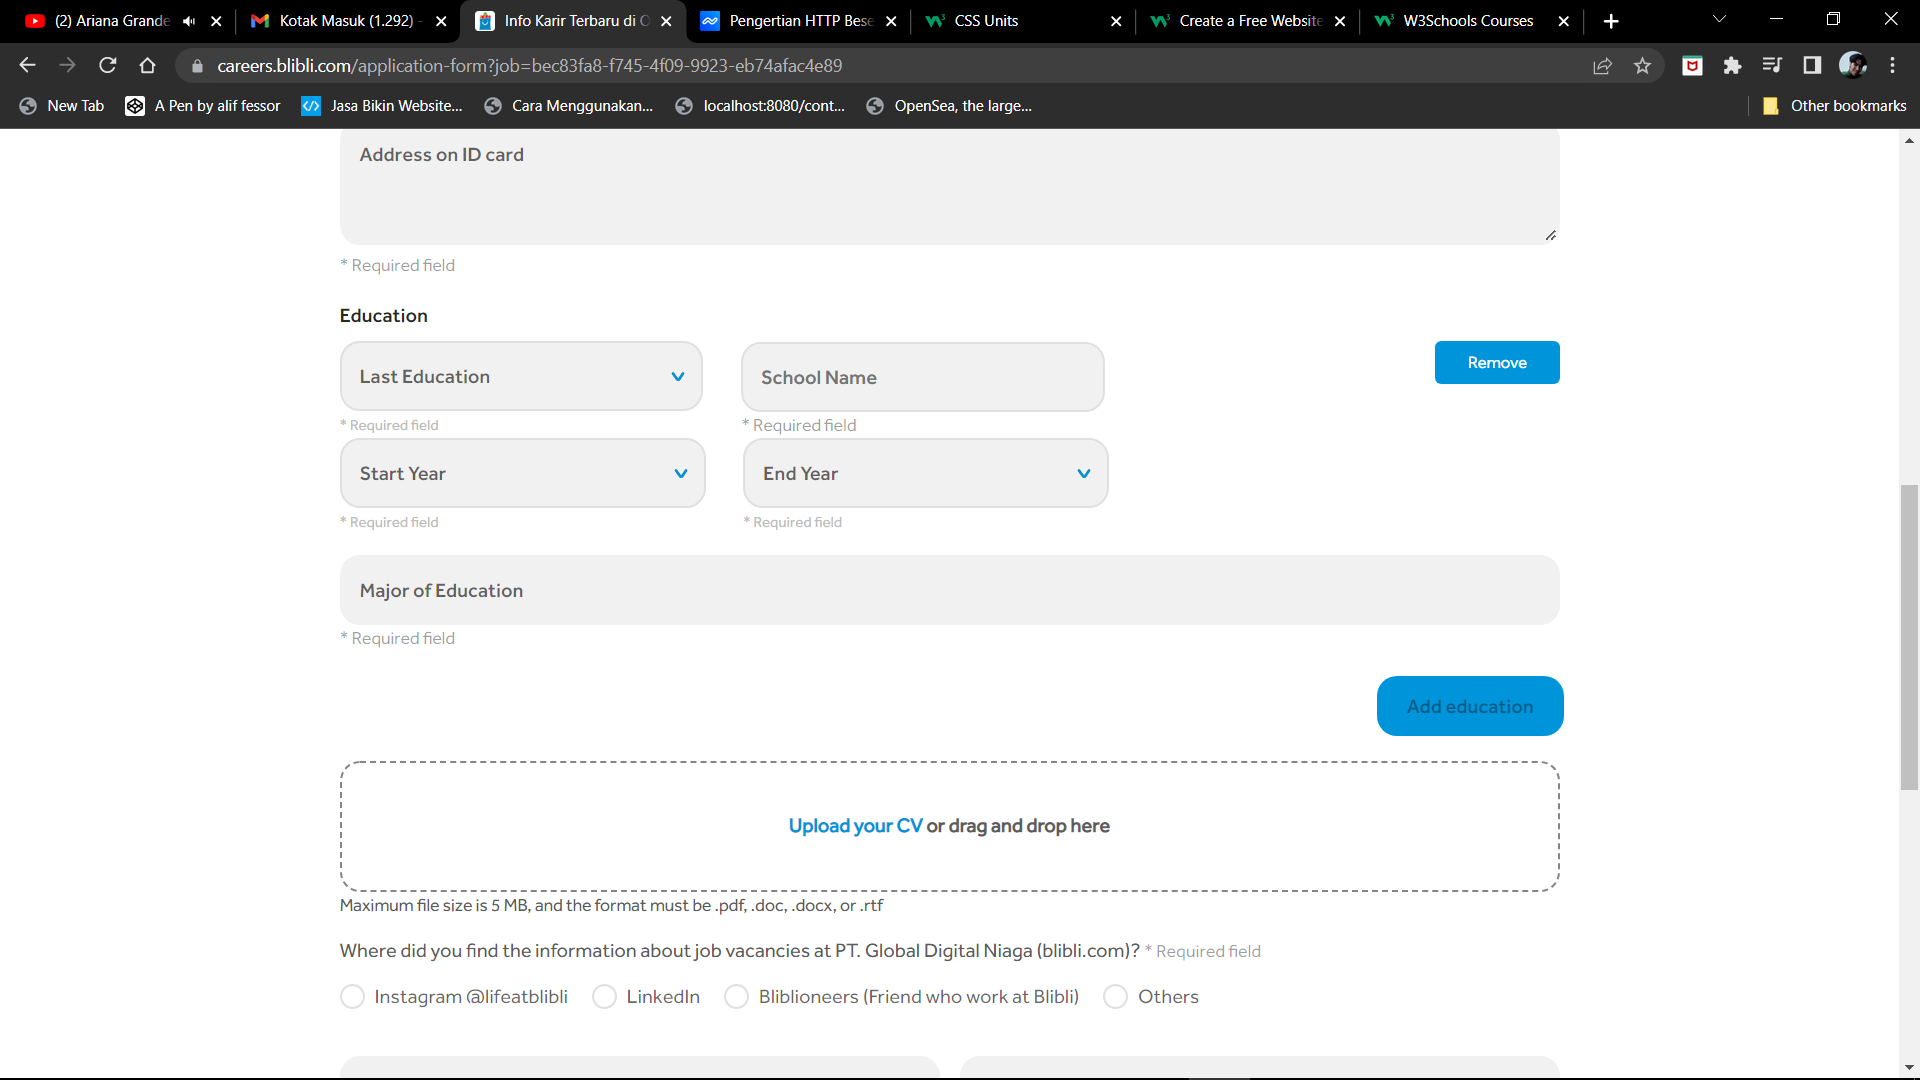 (2) Ariana Grande
Kotak Masuk (1.292) -
Info Karir Terbaru di O
Pengertian HTTP Bese
CSS Units
Create a Free Website
W3Schools Courses
careers.blibli.com/application-form?job=bec83fa8-f745-4f09-9923-eb74afac4e89
New Tab
A Pen by alif fessor
Jasa Bikin Website...
Cara Menggunakan...
localhost:8080/cont...
OpenSea, the large...
Other bookmarks
Address on ID card
* Required field
Education
Last Education
School Name
Remove
* Required field
* Required field
Start Year
End Year
* Required field
* Required field
Major of Education
* Required field
Add education
Upload your CV or drag and drop here
Maximum file size is 5 MB, and the format must be .pdf, .doc, .docx, or .rtf
Where did you find the information about job vacancies at PT. Global Digital Niaga (blibli.com)? * Required field
Instagram @lifeatblibli
LinkedIn
Bliblioneers (Friend who work at Blibli)
Others